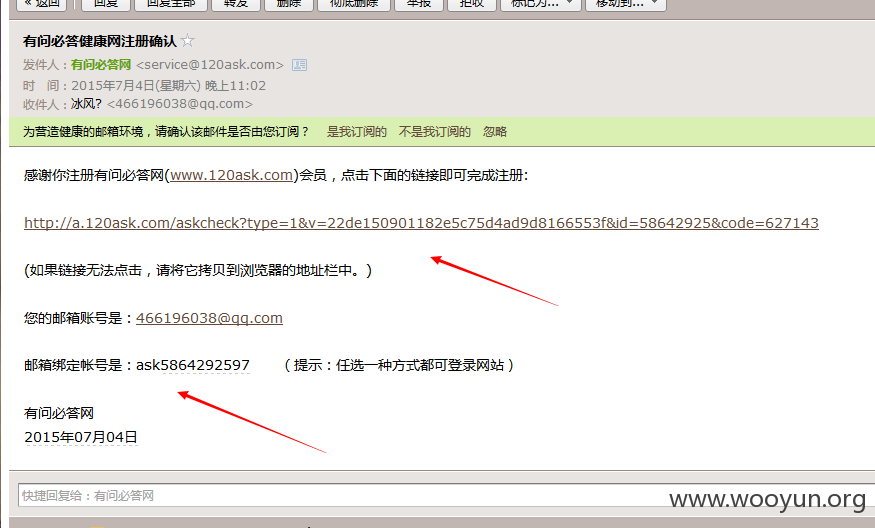 « 返回 回复 回复全部 转发 删除 彻底删除 举报 拒收 标记为... 移动到...
有问必答健康网注册确认
发件人：有问必答网 <service@120ask.com>
时 间：2015年7月4日(星期六) 晚上11:02
收件人：冰风? <466196038@qq.com>
为营造健康的邮箱环境，请确认该邮件是否由您订阅？ 是我订阅的 不是我订阅的 忽略
感谢你注册有问必答网(www.120ask.com)会员，点击下面的链接即可完成注册:
http://a.120ask.com/askcheck?type=1&v=22de150901182e5c75d4ad9d8166553f&id=58642925&code=627143
(如果链接无法点击，请将它拷贝到浏览器的地址栏中。)
您的邮箱账号是：466196038@qq.com
邮箱绑定帐号是：ask5864292597 （提示：任选一种方式都可登录网站）
有问必答网
2015年07月04日
快捷回复给：有问必答网
www.wooyun.org